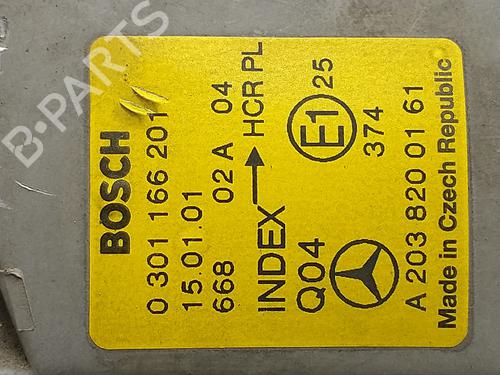 BOSCH
0 301 166 201
15.01.01
668 02 A 04
INDEX → HCR PL
Q04
E1 25
374
A 203 820 01 61
Made in Czech Republic
B-PARTS